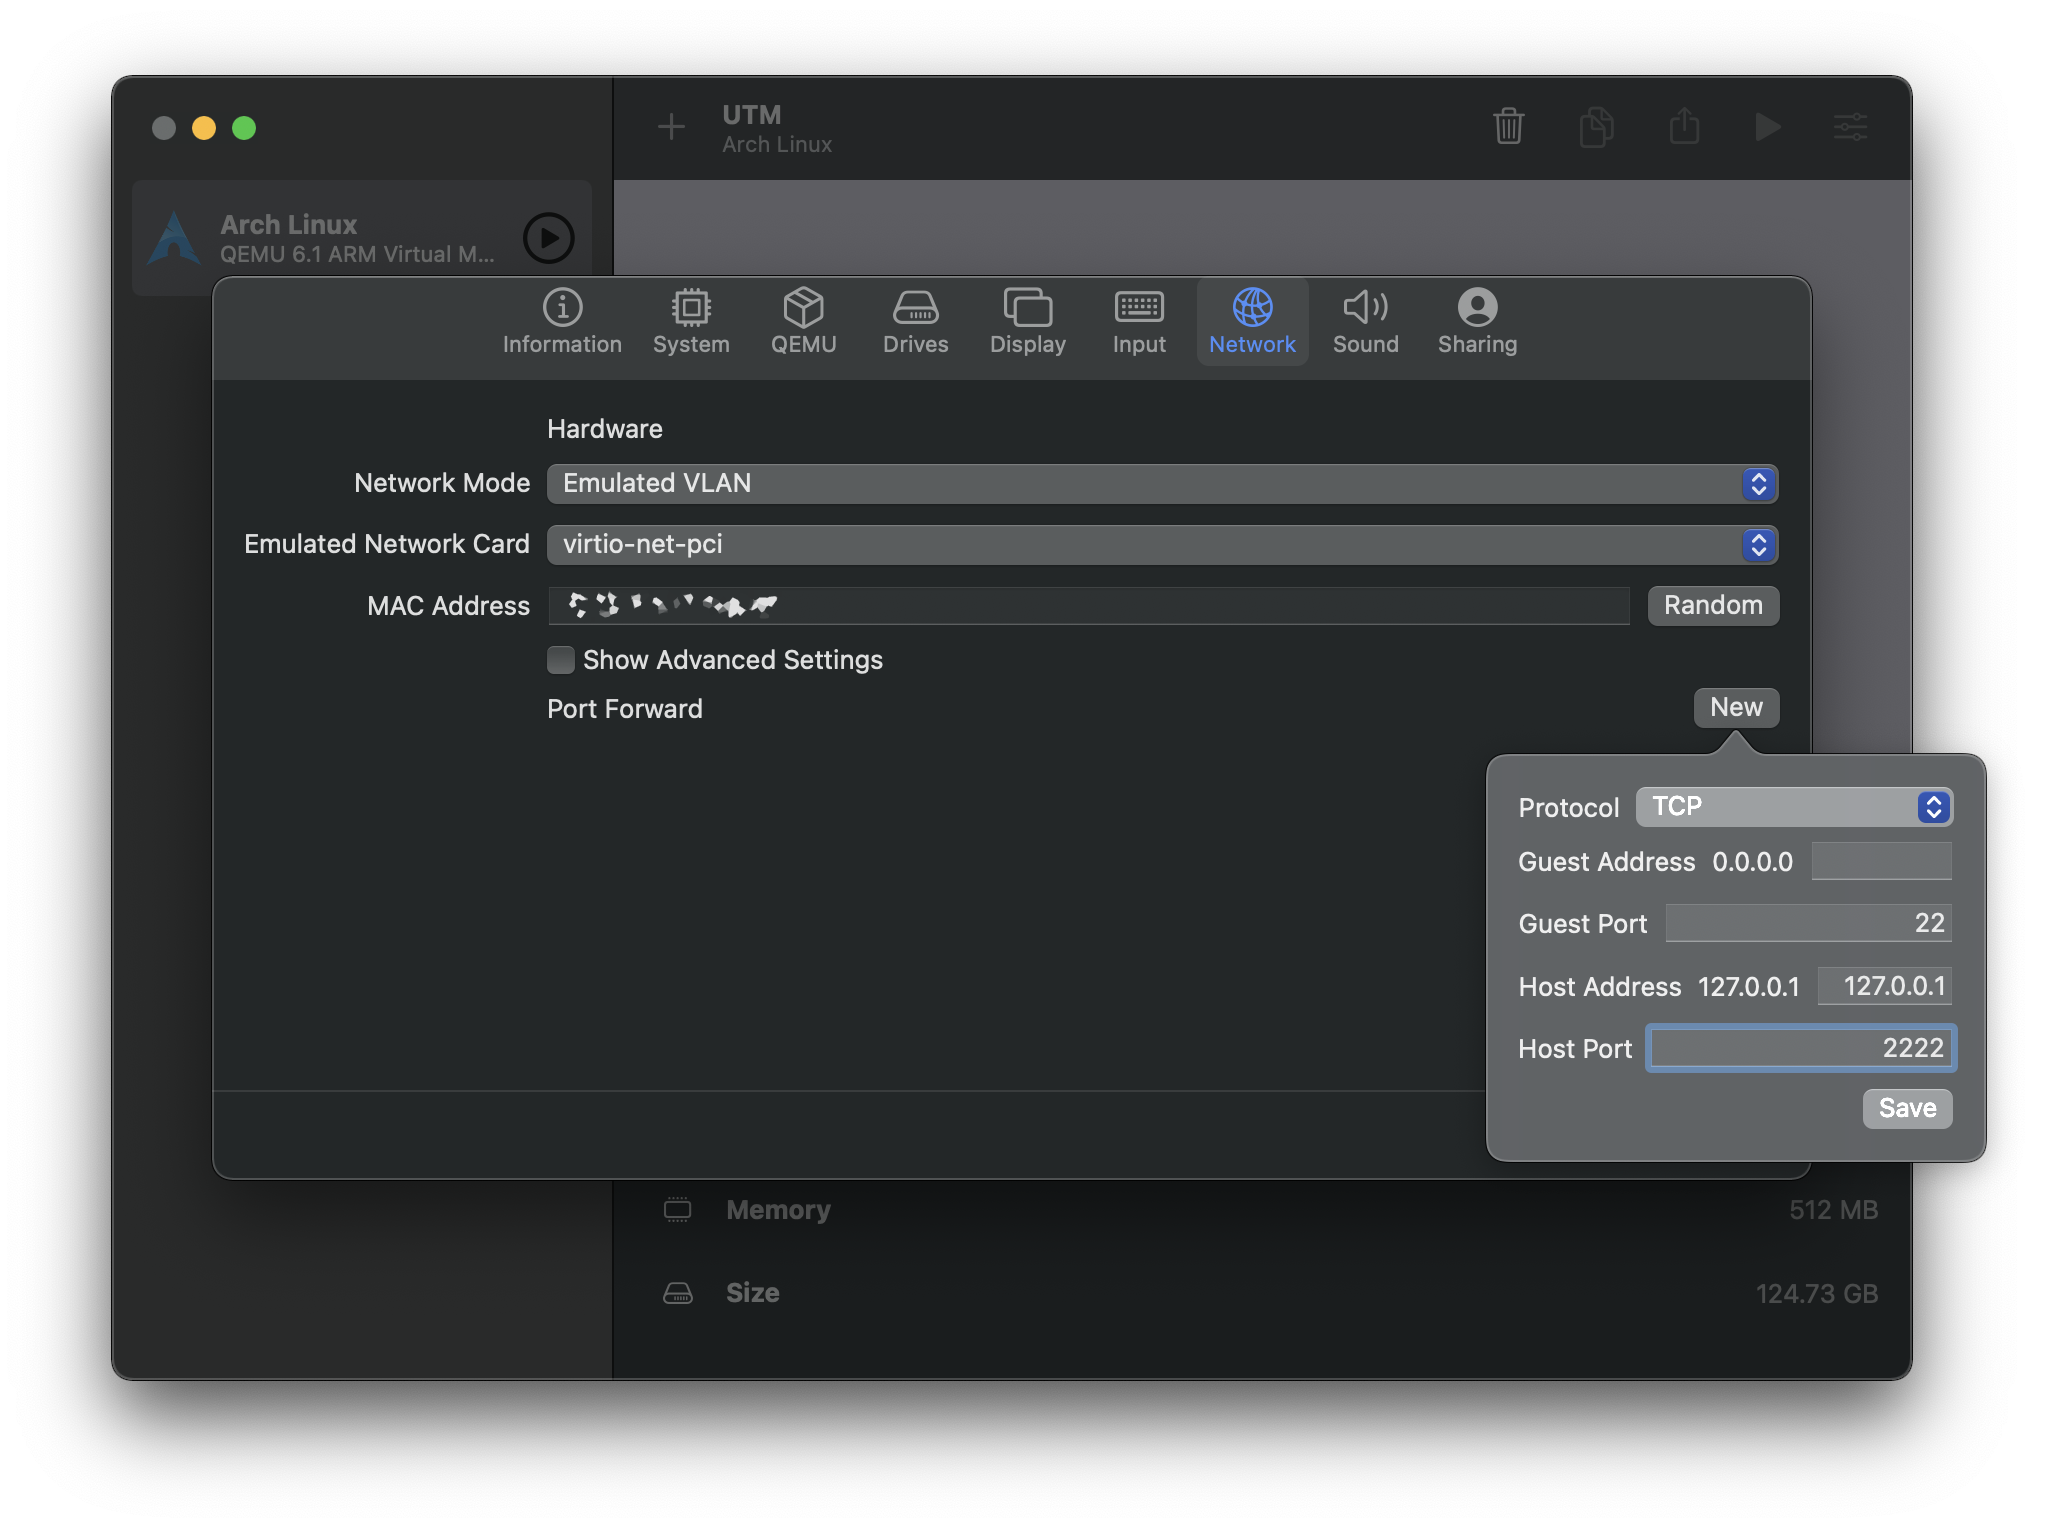 UTM
Arch Linux
Arch Linux
QEMU 6.1 ARM Virtual M...
Information System QEMU Drives Display Input Network Sound Sharing
Hardware
Network Mode Emulated VLAN
Emulated Network Card virtio-net-pci
MAC Address Random
Show Advanced Settings
Port Forward New
Protocol TCP
Guest Address 0.0.0.0
Guest Port 22
Host Address 127.0.0.1 127.0.0.1
Host Port 2222
Save
Memory 512 MB
Size 124.73 GB